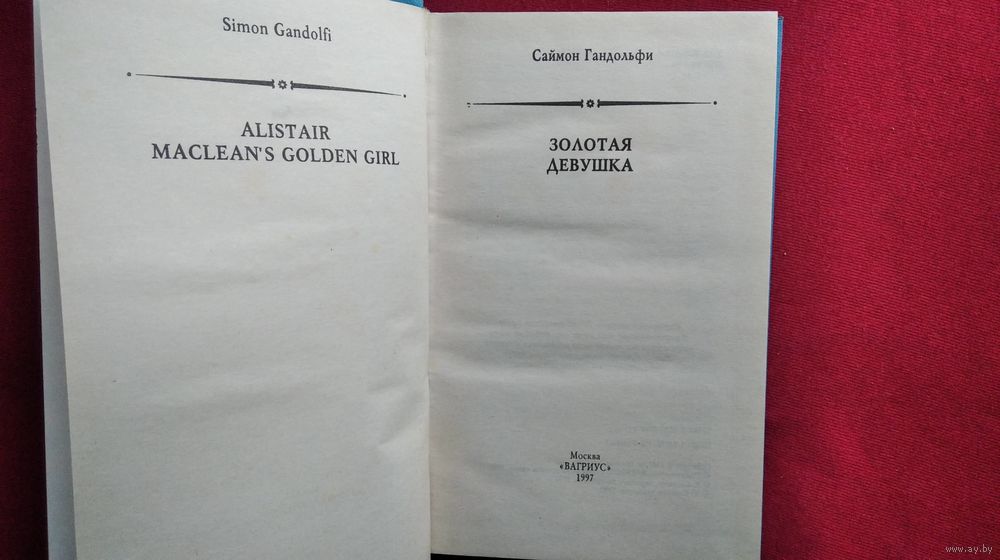 Simon Gandolfi
ALISTAIR
MACLEAN'S GOLDEN GIRL
Саймон Гандольфи
ЗОЛОТАЯ
ДЕВУШКА
Москва
«ВАГРИУС»
1997
www.ay.by